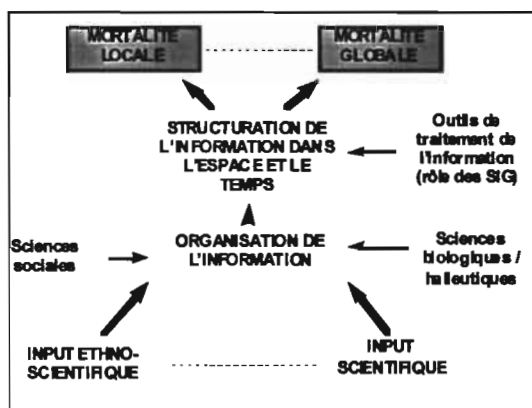 MORTALITE
LOCALE
MORTALITE
GLOBALE
STRUCTURATION DE
L'INFORMATION DANS
L'ESPACE ET LE
TEMPS
Outils de
traitement de
l'information
(rôle des SIG)
Sciences
sociales
ORGANISATION DE
L'INFORMATION
Sciences
biologiques /
halieutiques
INPUT ETHNO-
SCIENTIFIQUE
INPUT
SCIENTIFIQUE